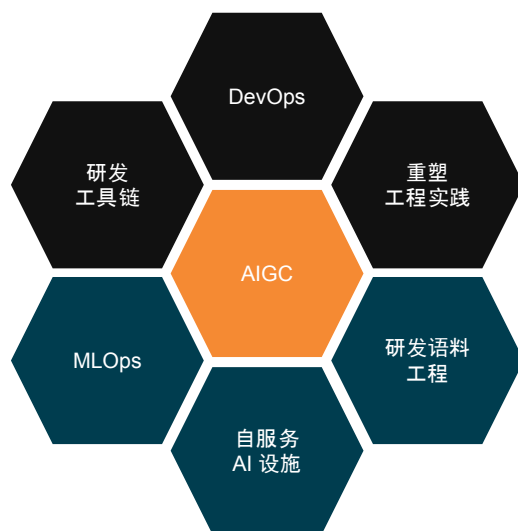 DevOps
研发
工具链
重塑
工程实践
AIGC
MLOps
研发语料
工程
自服务
AI 设施